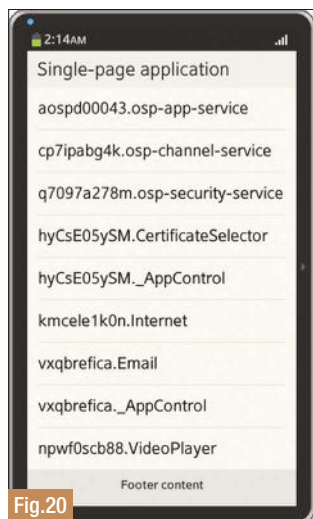 2:14AM
Single-page application
aospd00043.osp-app-service
cp7ipabg4k.osp-channel-service
q7097a278m.osp-security-service
hyCsE05ySM.CertificateSelector
hyCsE05ySM._AppControl
kmcele1k0n.Internet
vxqbrefica.Email
vxqbrefica._AppControl
npwf0scb88.VideoPlayer
Footer content
Fig.20